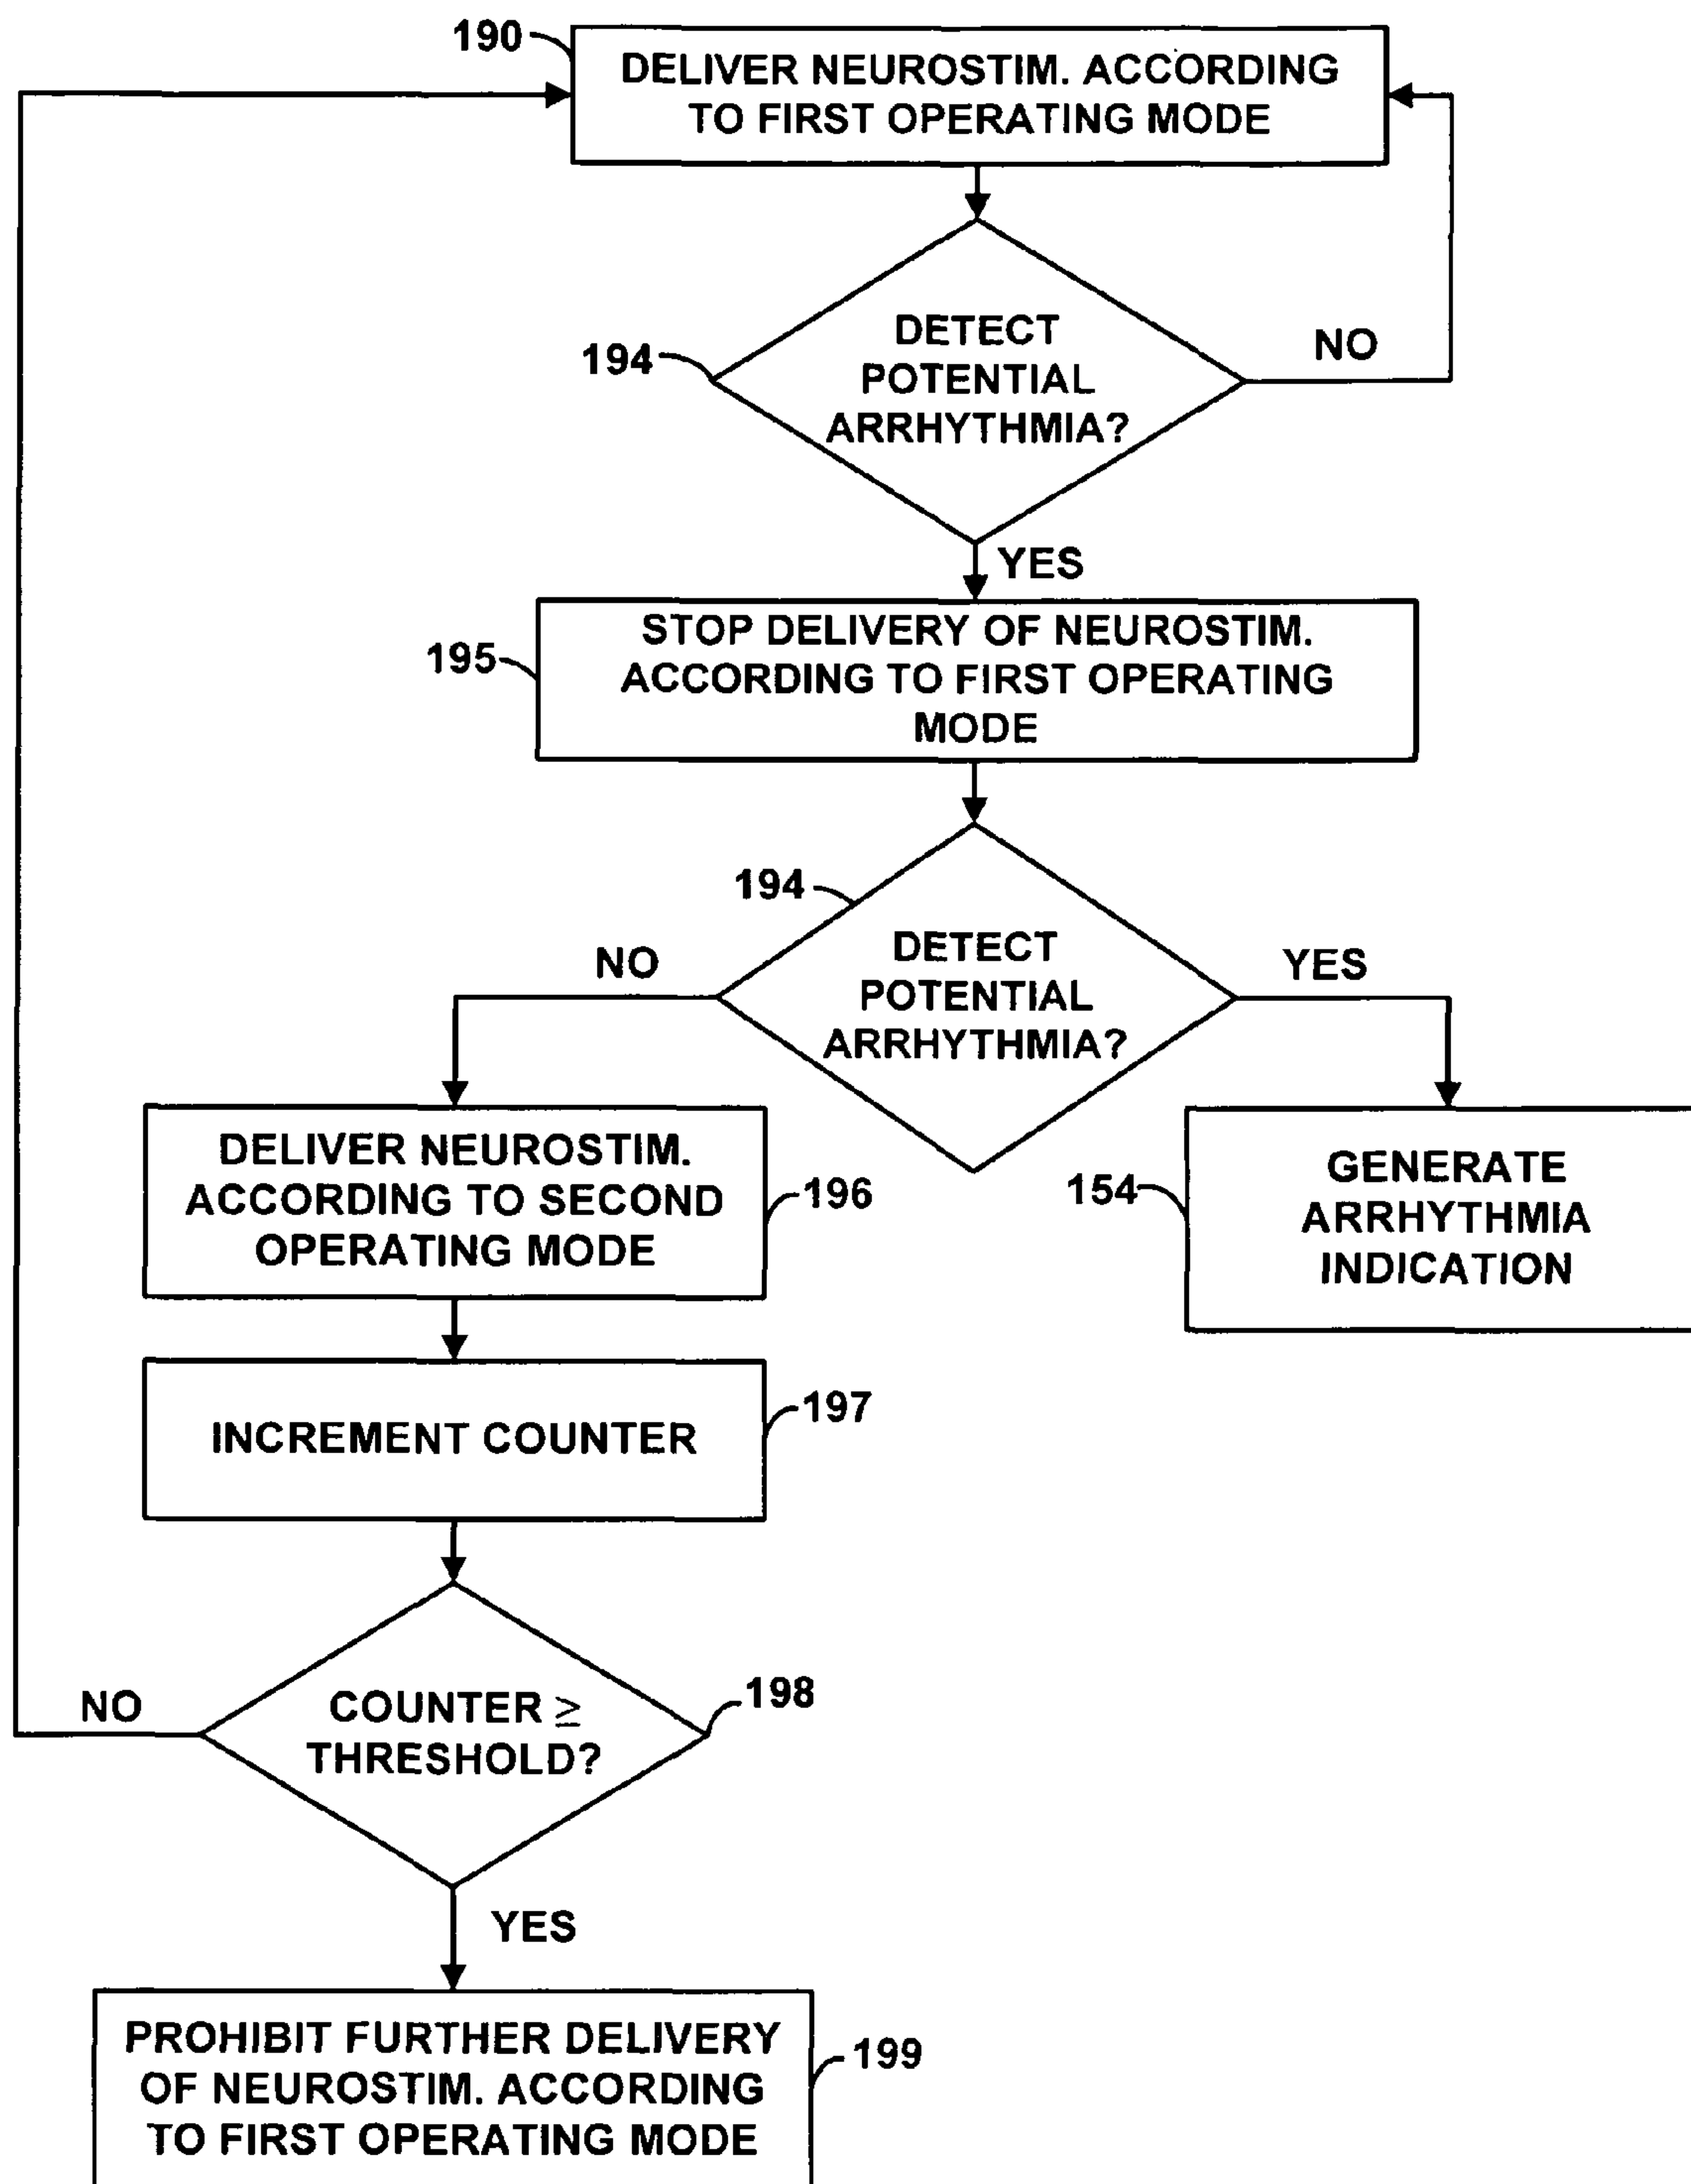 190
DELIVER NEUROSTIM. ACCORDING
TO FIRST OPERATING MODE
194
DETECT
POTENTIAL
ARRHYTHMIA?
NO
YES
195
STOP DELIVERY OF NEUROSTIM.
ACCORDING TO FIRST OPERATING
MODE
194
DETECT
POTENTIAL
ARRHYTHMIA?
NO
YES
DELIVER NEUROSTIM.
ACCORDING TO SECOND
OPERATING MODE
196
154
GENERATE
ARRHYTHMIA
INDICATION
INCREMENT COUNTER
197
NO
COUNTER ≥
THRESHOLD?
198
YES
PROHIBIT FURTHER DELIVERY
OF NEUROSTIM. ACCORDING
TO FIRST OPERATING MODE
199